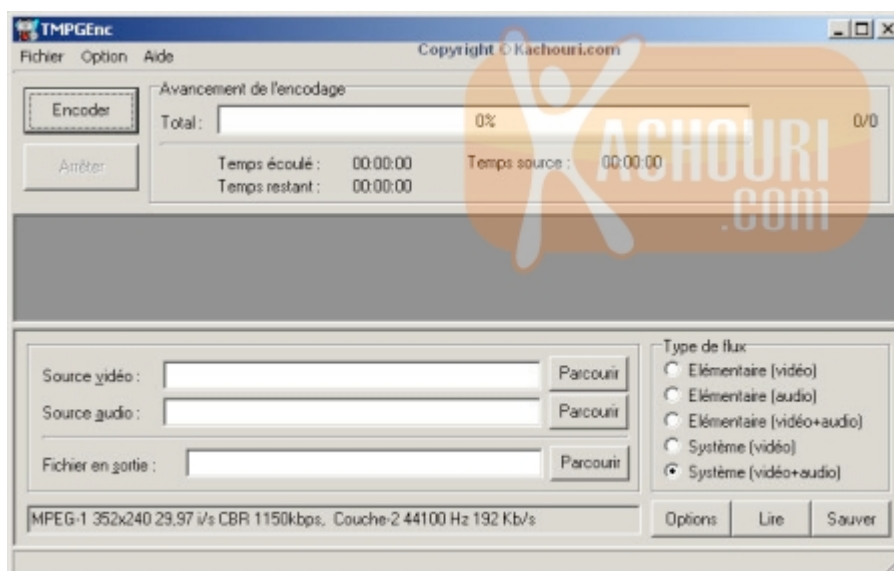 TMPGEnc
Fichier Option Aide
Copyright © Kachouri.com
Encoder
Arrêter
Avancement de l'encodage
Total : 0% 0/0
Temps écoulé : 00:00:00 Temps source : 00:00:00
Temps restant : 00:00:00
KACHOURI
.com
Source vidéo : Parcourir
Source audio : Parcourir
Fichier en sortie : Parcourir
Type de flux
Elémentaire (vidéo)
Elémentaire (audio)
Elémentaire (vidéo+audio)
Système (vidéo)
Système (vidéo+audio)
MPEG-1 352x240 29,97 i/s CBR 1150kbps, Couche-2 44100 Hz 192 Kb/s
Options Lire Sauver